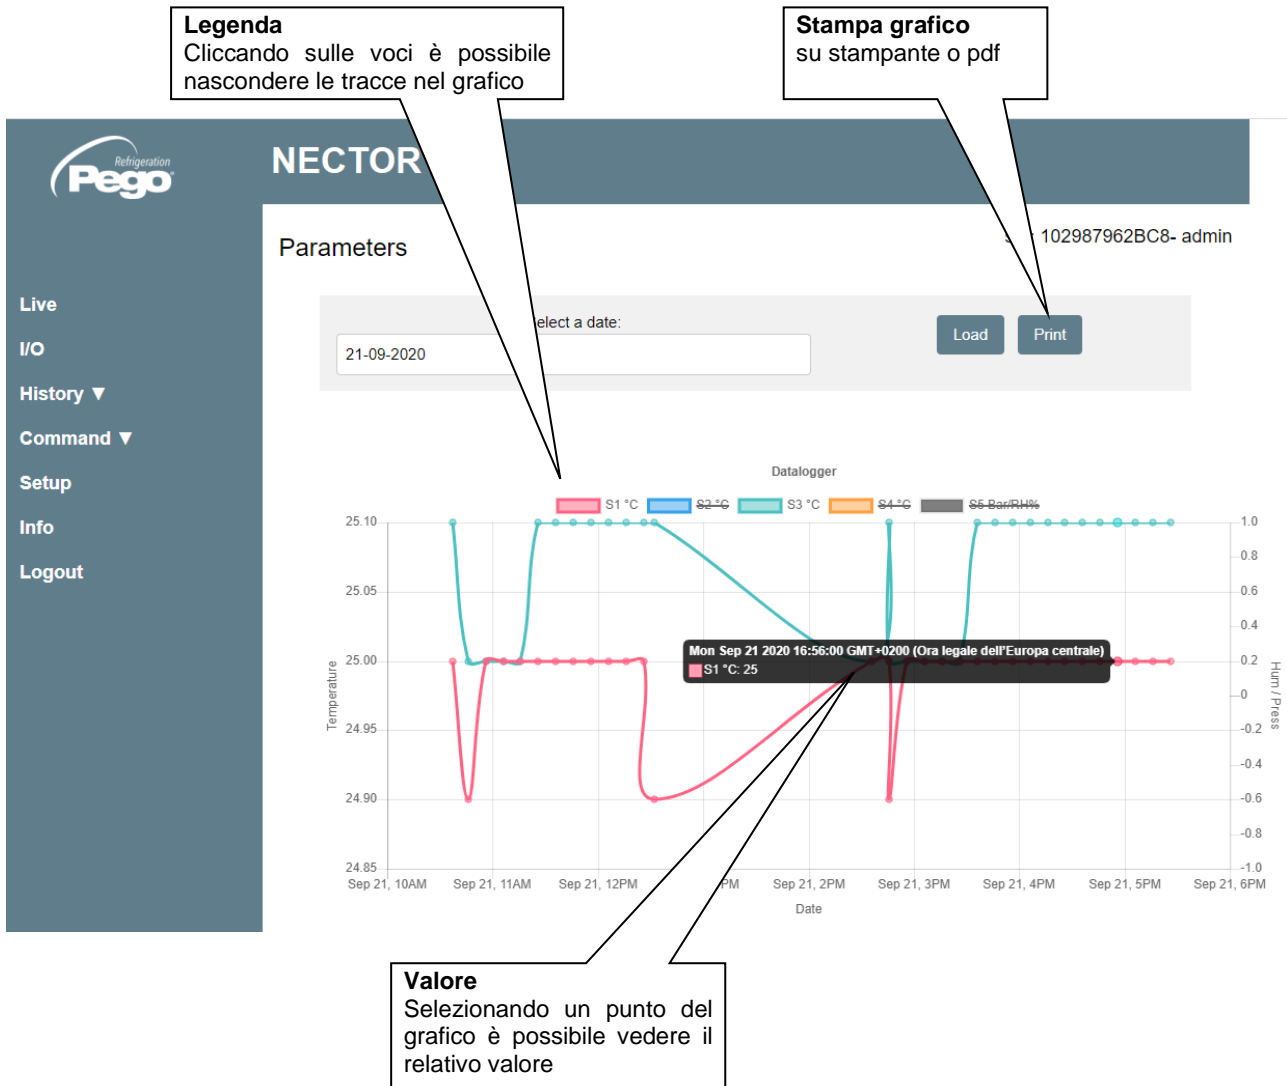 Legenda
Cliccando sulle voci è possibile
nascondere le tracce nel grafico
Stampa grafico
su stampante o pdf
Refrigeration
Pego
NECTOR
Parameters
102987962BC8- admin
Live
I/O
History ▼
Command ▼
Setup
Info
Logout
elect a date:
21-09-2020
Load
Print
Datalogger
S1 °C
S2 °C
S3 °C
S4 °C
S5 Bar/RH%
25.10
25.05
25.00
24.95
24.90
24.85
Temperature
1.0
0.8
0.6
0.4
0.2
0
-0.2
-0.4
-0.6
-0.8
-1.0
Hum / Press
Mon Sep 21 2020 16:56:00 GMT+0200 (Ora legale dell'Europa centrale)
S1 °C: 25
Sep 21, 10AM
Sep 21, 11AM
Sep 21, 12PM
PM
Sep 21, 2PM
Sep 21, 3PM
Sep 21, 4PM
Sep 21, 5PM
Sep 21, 6PM
Date
Valore
Selezionando un punto del
grafico è possibile vedere il
relativo valore